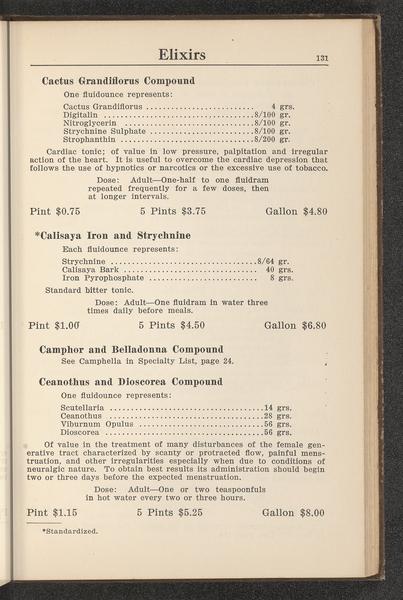 Elixirs 131
Cactus Grandiflorus Compound
One fluidounce represents:
Cactus Grandiflorus ........................ 4 grs.
Digitalin ..................................8/100 gr.
Nitroglycerin ..............................8/100 gr.
Strychnine Sulphate ........................8/100 gr.
Strophanthin ...............................8/200 gr.
Cardiac tonic; of value in low pressure, palpitation and irregular
action of the heart. It is useful to overcome the cardiac depression that
follows the use of hypnotics or narcotics or the excessive use of tobacco.
Dose: Adult—One-half to one fluidram
repeated frequently for a few doses, then
at longer intervals.
Pint $0.75 5 Pints $3.75 Gallon $4.80
*Calisaya Iron and Strychnine
Each fluidounce represents:
Strychnine .................................8/64 gr.
Calisaya Bark .............................. 40 grs.
Iron Pyrophosphate ......................... 8 grs.
Standard bitter tonic.
Dose: Adult—One fluidram in water three
times daily before meals.
Pint $1.00 5 Pints $4.50 Gallon $6.80
Camphor and Belladonna Compound
See Camphella in Specialty List, page 24.
Ceanothus and Dioscorea Compound
One fluidounce represents:
Scutellaria ..................................14 grs.
Ceanothus ...................................28 grs.
Viburnum Opulus ............................56 grs.
Dioscorea ...................................56 grs.
Of value in the treatment of many disturbances of the female gen-
erative tract characterized by scanty or protracted flow, painful mens-
truation, and other irregularities especially when due to conditions of
neuralgic nature. To obtain best results its administration should begin
two or three days before the expected menstruation.
Dose: Adult—One or two teaspoonfuls
in hot water every two or three hours.
Pint $1.15 5 Pints $5.25 Gallon $8.00
*Standardized.